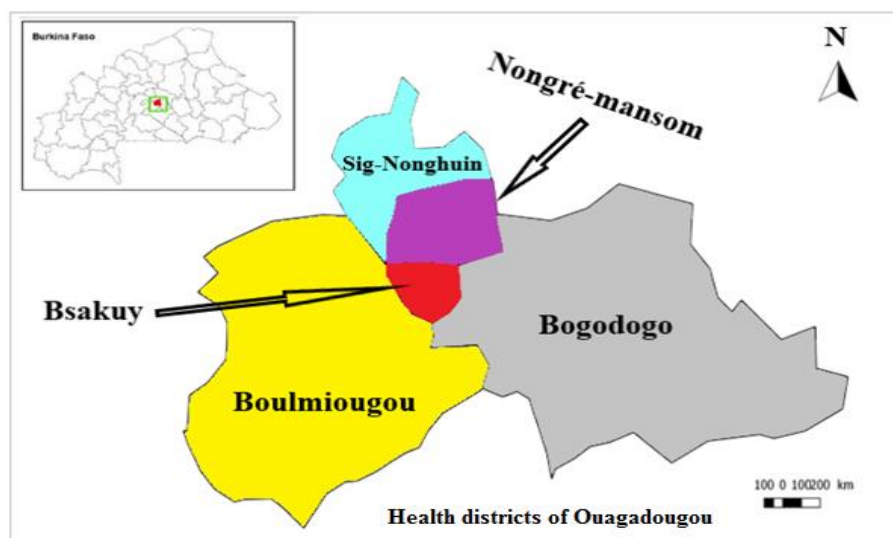 Burkina Faso
N
Nongré-mansom
Sig-Nonghuin
Bsakuy
Bogodogo
Boulmiougou
100 0 100200 km
Health districts of Ouagadougou